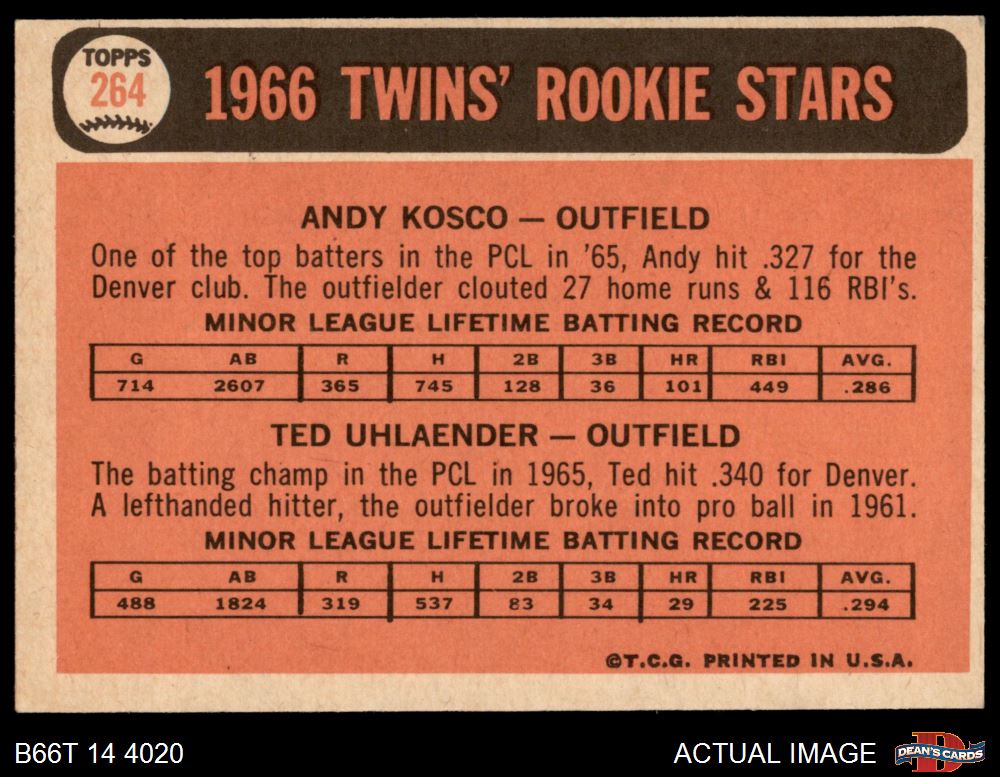 TOPPS
264
1966 TWINS' ROOKIE STARS
ANDY KOSCO — OUTFIELD
One of the top batters in the PCL in '65, Andy hit .327 for the
Denver club. The outfielder clouted 27 home runs & 116 RBI's.
MINOR LEAGUE LIFETIME BATTING RECORD
G AB R H 2B 3B HR RBI AVG.
714 2607 365 745 128 36 101 449 .286
TED UHLAENDER — OUTFIELD
The batting champ in the PCL in 1965, Ted hit .340 for Denver.
A lefthanded hitter, the outfielder broke into pro ball in 1961.
MINOR LEAGUE LIFETIME BATTING RECORD
G AB R H 2B 3B HR RBI AVG.
488 1824 319 537 83 34 29 225 .294
©T.C.G. PRINTED IN U.S.A.
B66T 14 4020
ACTUAL IMAGE
D
DEAN'S CARDS